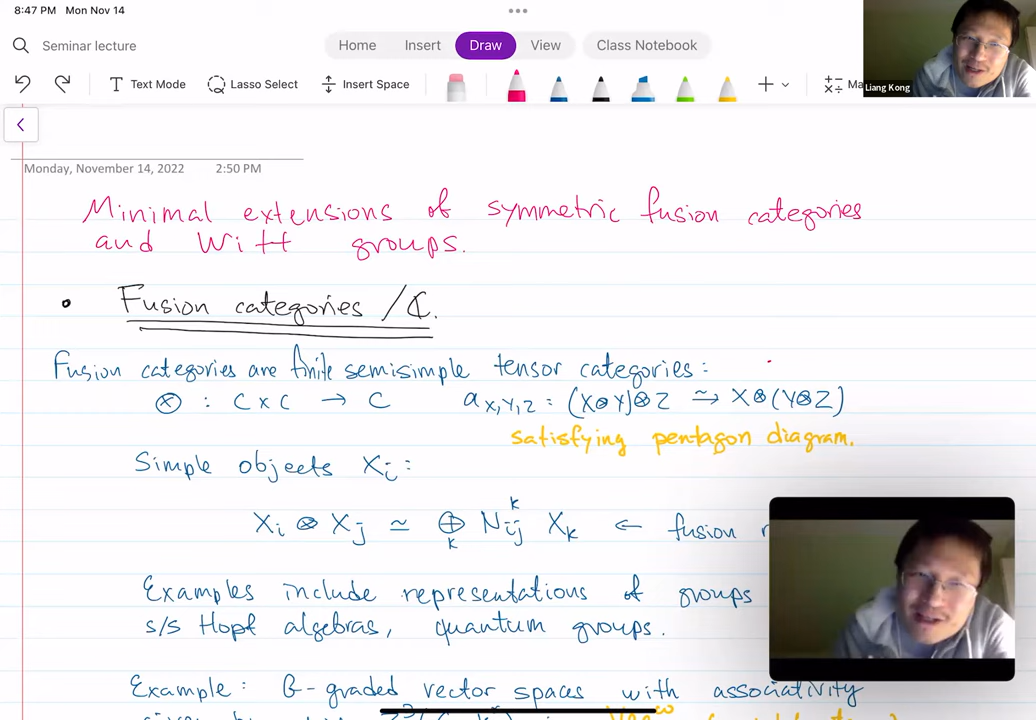 8:47 PM Mon Nov 14
Seminar lecture
Home Insert Draw View Class Notebook
Text Mode Lasso Select Insert Space Ma
Liang Kong
Monday, November 14, 2022 2:50 PM
Minimal extensions of symmetric fusion categories
and Witt groups.
• Fusion categories /ℂ.
Fusion categories are finite semisimple tensor categories:
⊗ : C × C → C a_{X,Y,Z} : (X⊗Y)⊗Z ≃→ X⊗(Y⊗Z)
satisfying pentagon diagram.
Simple objects X_i:
X_i ⊗ X_j ≃ ⊕_k N_{ij}^k X_k ← fusion r
Examples include representations of groups
s/s Hopf algebras, quantum groups.
Example: G-graded vector spaces with associativity